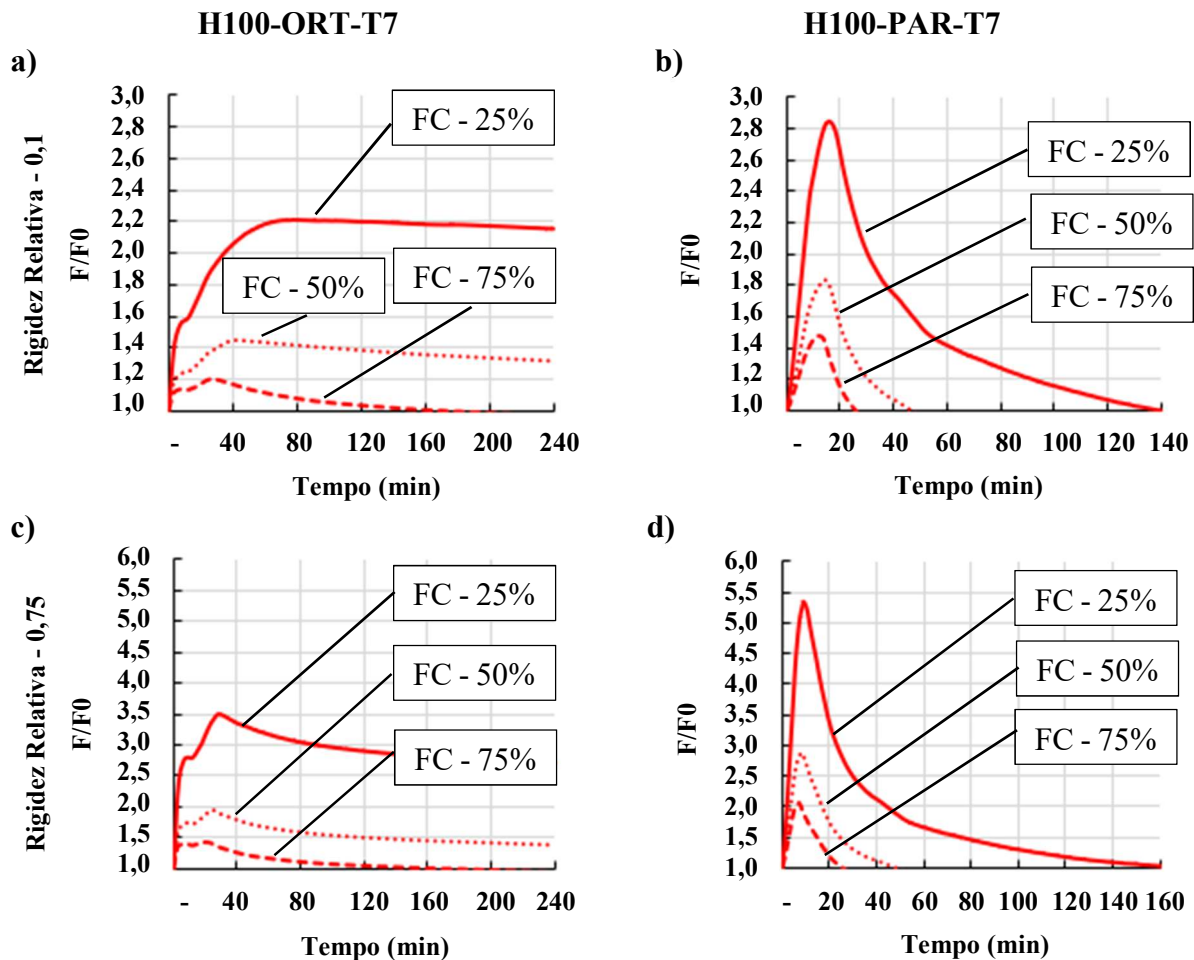 H100-ORT-T7
H100-PAR-T7
a)
Rigidez Relativa - 0,1
F/F0
3,0
2,8
2,6
2,4
2,2
2,0
1,8
1,6
1,4
1,2
1,0
FC - 25%
FC - 50%
FC - 75%
- 40 80 120 160 200 240
Tempo (min)
b)
F/F0
3,0
2,8
2,6
2,4
2,2
2,0
1,8
1,6
1,4
1,2
1,0
FC - 25%
FC - 50%
FC - 75%
- 20 40 60 80 100 120 140
Tempo (min)
c)
Rigidez Relativa - 0,75
F/F0
6,0
5,5
5,0
4,5
4,0
3,5
3,0
2,5
2,0
1,5
1,0
FC - 25%
FC - 50%
FC - 75%
- 40 80 120 160 200 240
Tempo (min)
d)
F/F0
6,0
5,5
5,0
4,5
4,0
3,5
3,0
2,5
2,0
1,5
1,0
FC - 25%
FC - 50%
FC - 75%
- 20 40 60 80 100 120 140 160
Tempo (min)